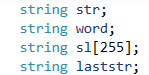 string str;
string word;
string sl[255];
string laststr;